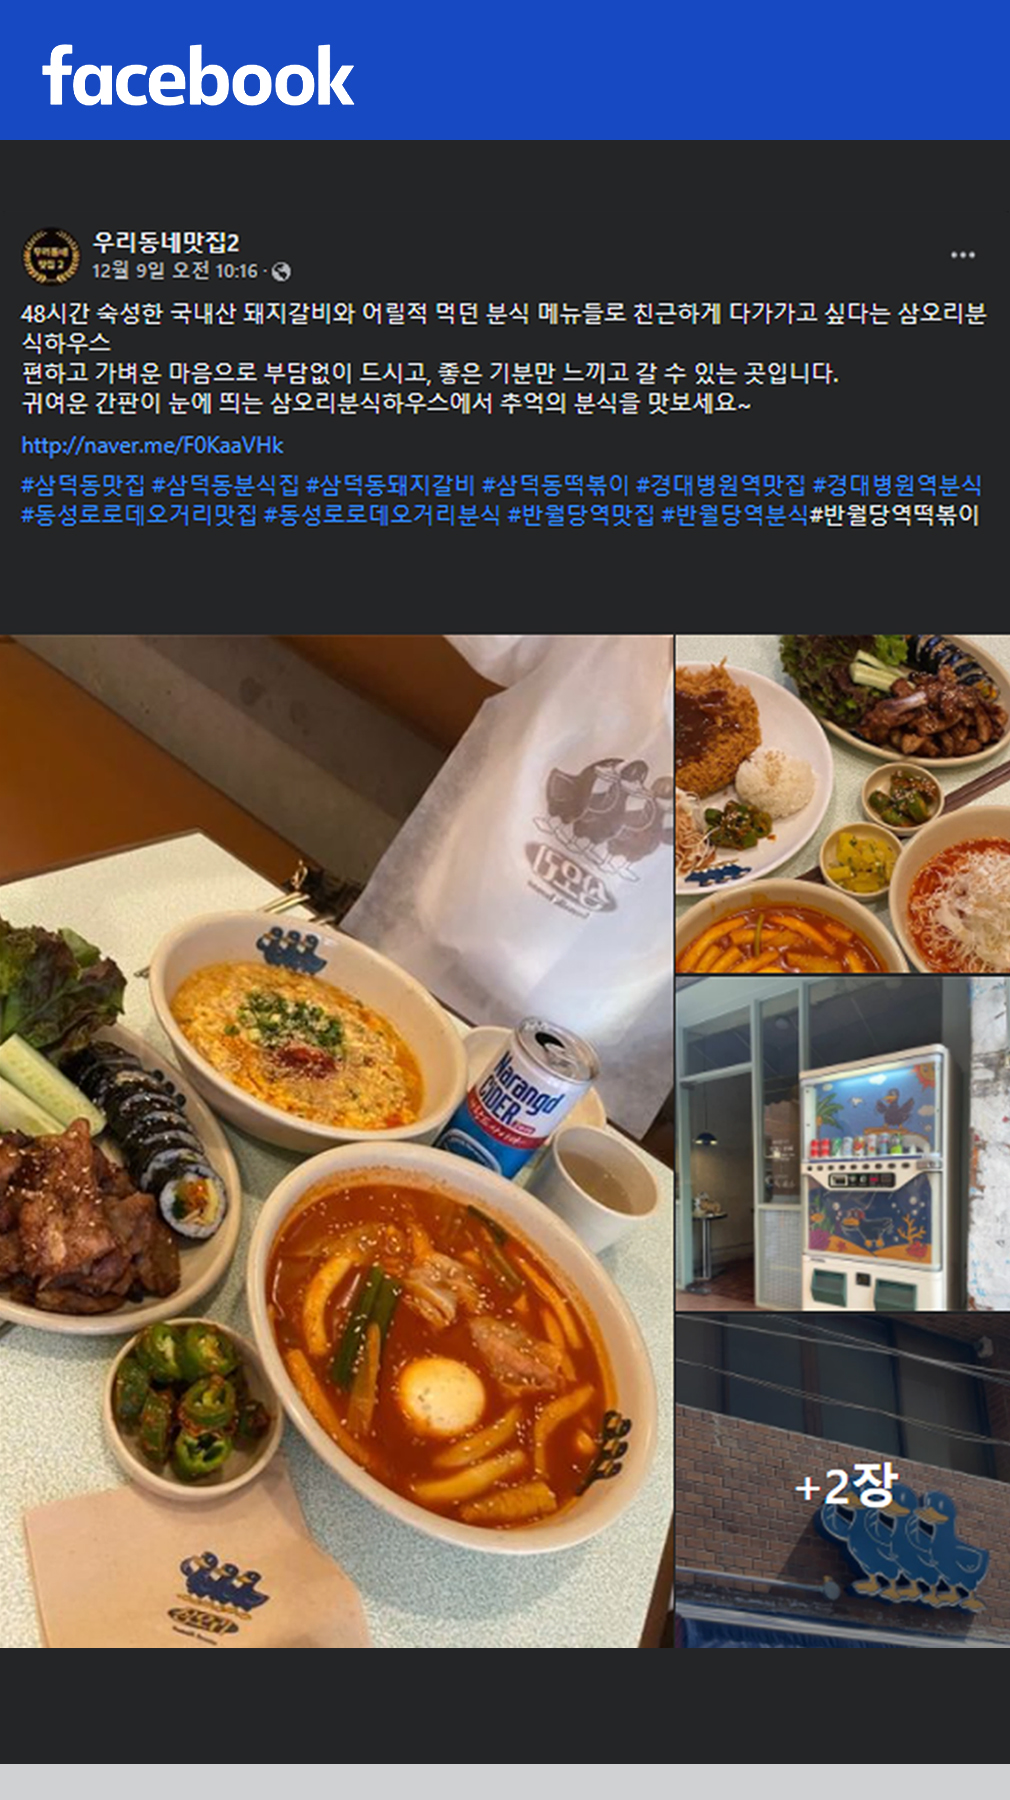 facebook
우리동네맛집2
우리동네
맛집 2
12월 9일 오전 10:16 ·
48시간 숙성한 국내산 돼지갈비와 어릴적 먹던 분식 메뉴들로 친근하게 다가가고 싶다는 삼오리분
식하우스
편하고 가벼운 마음으로 부담없이 드시고, 좋은 기분만 느끼고 갈 수 있는 곳입니다.
귀여운 간판이 눈에 띄는 삼오리분식하우스에서 추억의 분식을 맛보세요~
http://naver.me/F0KaaVHk
#삼덕동맛집 #삼덕동분식집 #삼덕동돼지갈비 #삼덕동떡볶이 #경대병원역맛집 #경대병원역분식
#동성로로데오거리맛집 #동성로로데오거리분식 #반월당역맛집 #반월당역분식#반월당역떡볶이
Narangd
CIDER
+2장